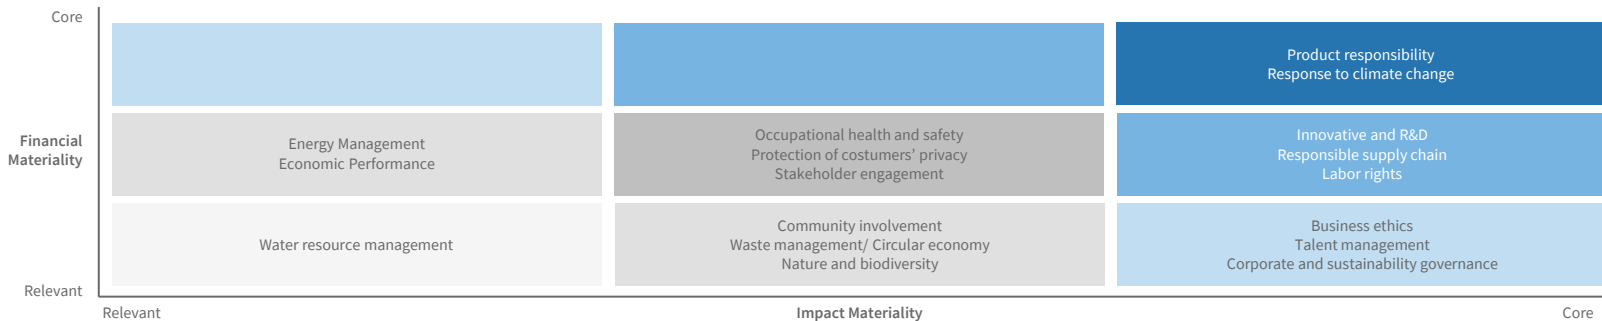 Core
Product responsibility
Response to climate change
Financial
Materiality
Energy Management
Economic Performance
Occupational health and safety
Protection of costumers’ privacy
Stakeholder engagement
Innovative and R&D
Responsible supply chain
Labor rights
Water resource management
Community involvement
Waste management/ Circular economy
Nature and biodiversity
Business ethics
Talent management
Corporate and sustainability governance
Relevant
Relevant
Impact Materiality
Core